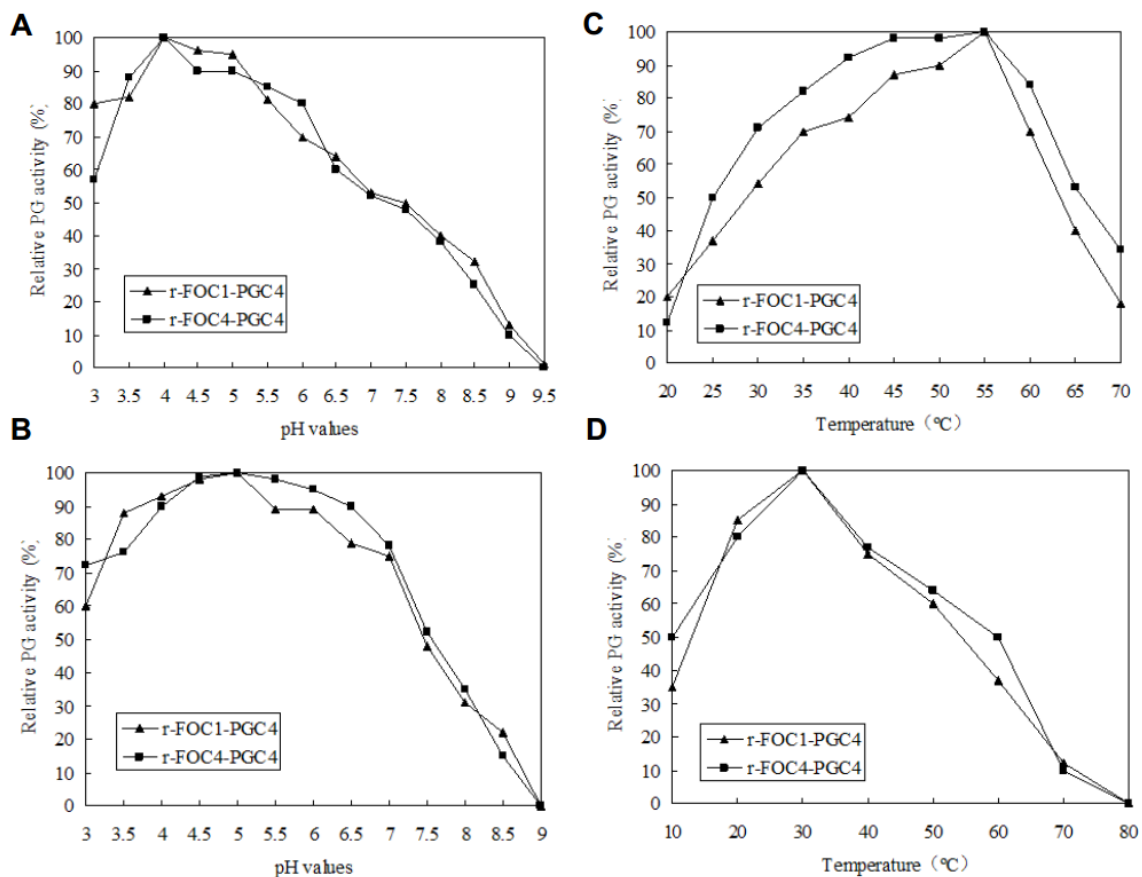 A
Relative PG activity (%)
100
90
80
70
60
50
40
30
20
10
0
r-FOC1-PGC4
r-FOC4-PGC4
3 3.5 4 4.5 5 5.5 6 6.5 7 7.5 8 8.5 9 9.5
pH values
B
Relative PG activity (%)
100
90
80
70
60
50
40
30
20
10
0
r-FOC1-PGC4
r-FOC4-PGC4
3 3.5 4 4.5 5 5.5 6 6.5 7 7.5 8 8.5 9
pH values
C
Relative PG activity (%)
100
90
80
70
60
50
40
30
20
10
0
r-FOC1-PGC4
r-FOC4-PGC4
20 25 30 35 40 45 50 55 60 65 70
Temperature（℃）
D
Relative PG activity (%)
100
90
80
70
60
50
40
30
20
10
0
r-FOC1-PGC4
r-FOC4-PGC4
10 20 30 40 50 60 70 80
Temperature（℃）